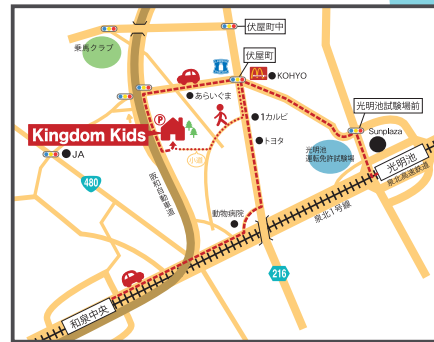 伏屋町中
乗馬クラブ
伏屋町
KOHYO
あらいぐま
1カルビ
光明池試験場前
P
Kingdom Kids
Sunplaza
トヨタ
JA
小道
光明池
運転免許試験場
光明池
泉北高速鉄道
480
阪和自動車道
動物病院
泉北1号線
216
和泉中央